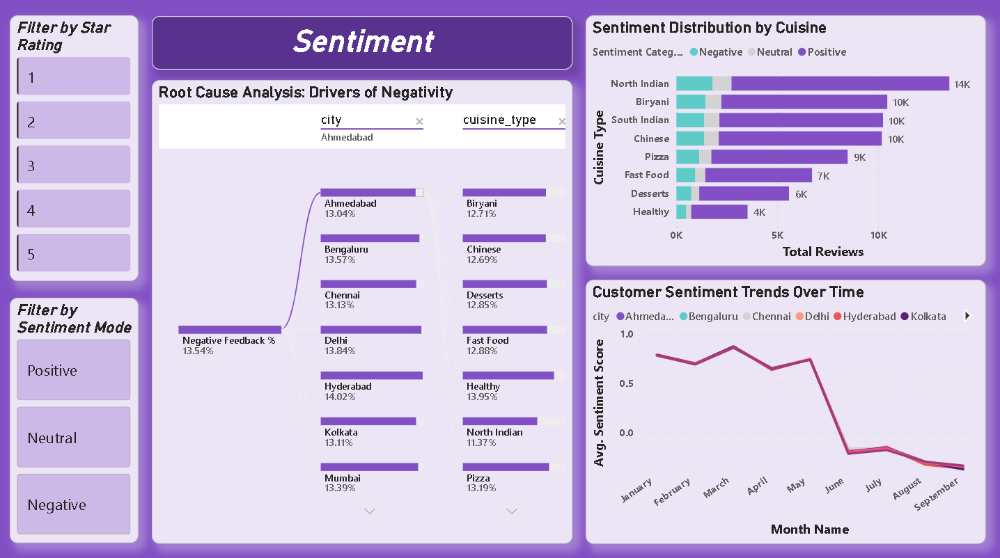 Filter by Star
Rating
1
2
3
4
5
Filter by
Sentiment Mode
Positive
Neutral
Negative
Sentiment
Root Cause Analysis: Drivers of Negativity
city
cuisine_type
Ahmedabad
Negative Feedback %
13.54%
Ahmedabad
13.04%
Bengaluru
13.57%
Chennai
13.13%
Delhi
13.84%
Hyderabad
14.02%
Kolkata
13.11%
Mumbai
13.39%
Biryani
12.71%
Chinese
12.69%
Desserts
12.85%
Fast Food
12.88%
Healthy
13.95%
North Indian
11.37%
Pizza
13.19%
Sentiment Distribution by Cuisine
Sentiment Categ... Negative Neutral Positive
Cuisine Type
North Indian 14K
Biryani 10K
South Indian 10K
Chinese 10K
Pizza 9K
Fast Food 7K
Desserts 6K
Healthy 4K
0K 5K 10K
Total Reviews
Customer Sentiment Trends Over Time
city Ahmeda... Bengaluru Chennai Delhi Hyderabad Kolkata
Avg. Sentiment Score
1.0
0.5
0.0
January February March April May June July August September
Month Name